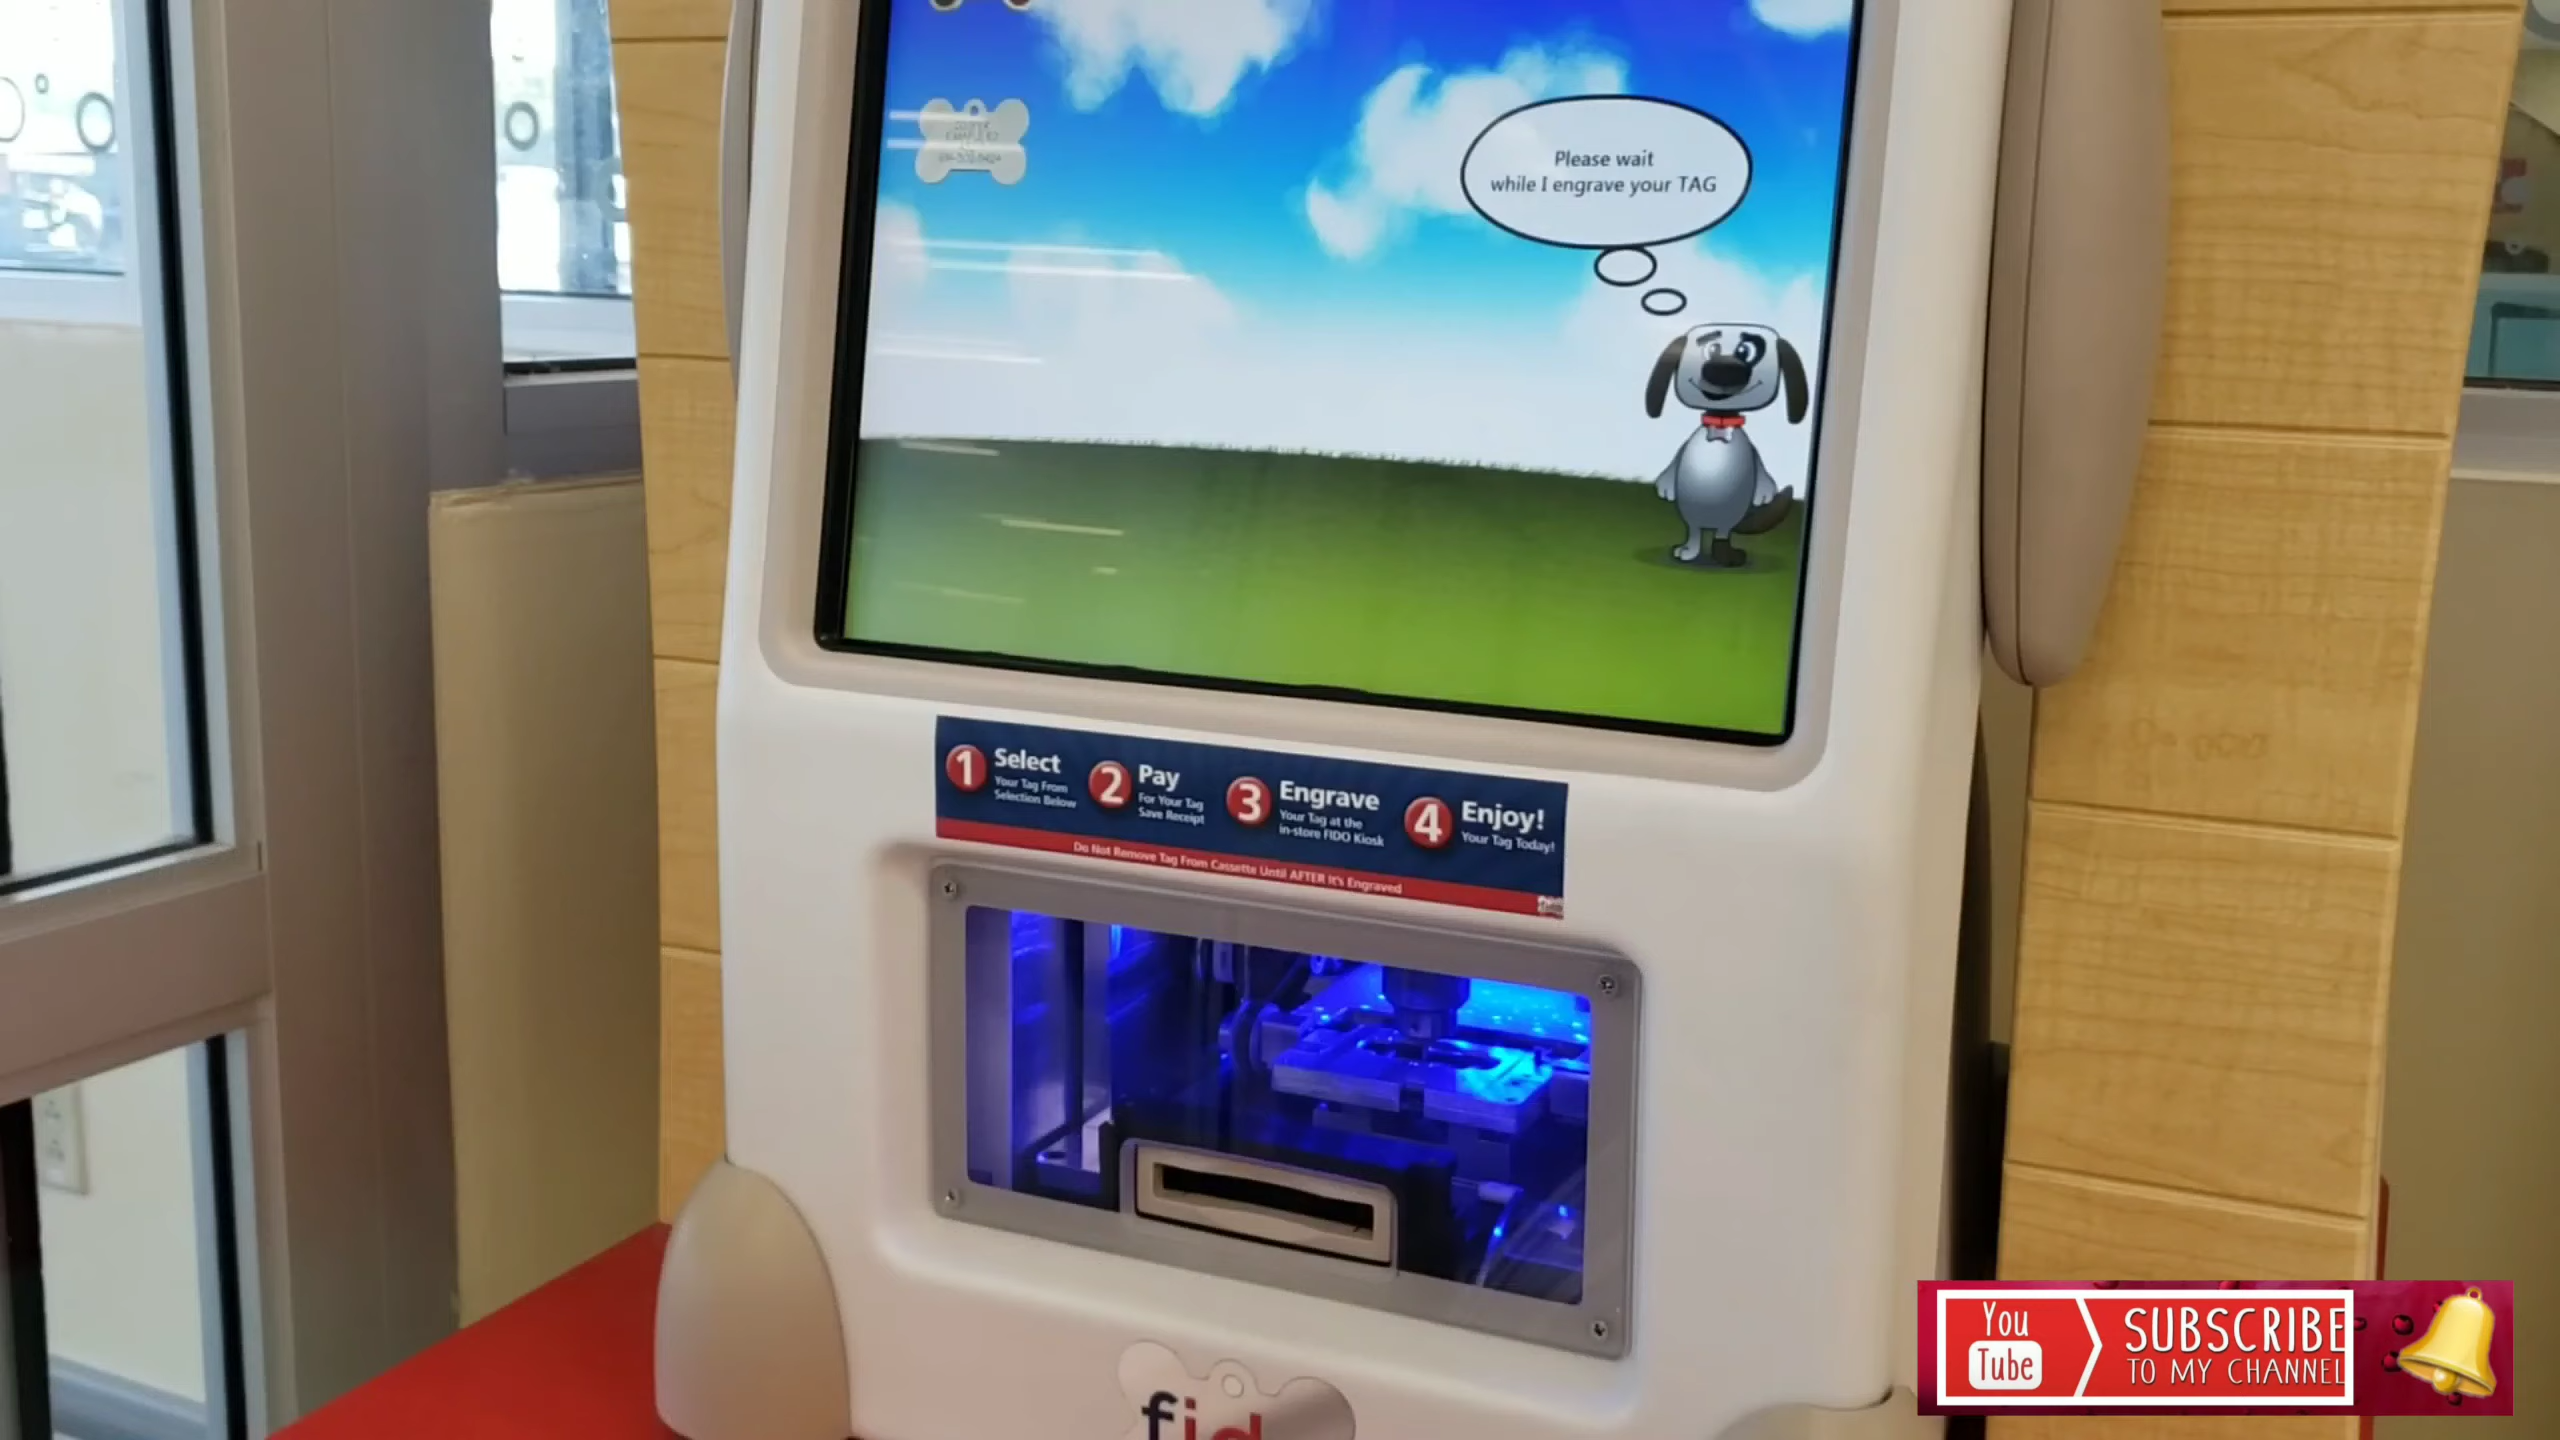 Please wait
while I engrave your TAG
1 Select
Your Tag From
Selection Below
2 Pay
For Your Tag
Save Receipt
3 Engrave
Your Tag at the
in-store FIDO Kiosk
4 Enjoy!
Your Tag Today!
Do Not Remove Tag From Cassette Until AFTER It's Engraved
fid
You
Tube
SUBSCRIBE
TO MY CHANNEL